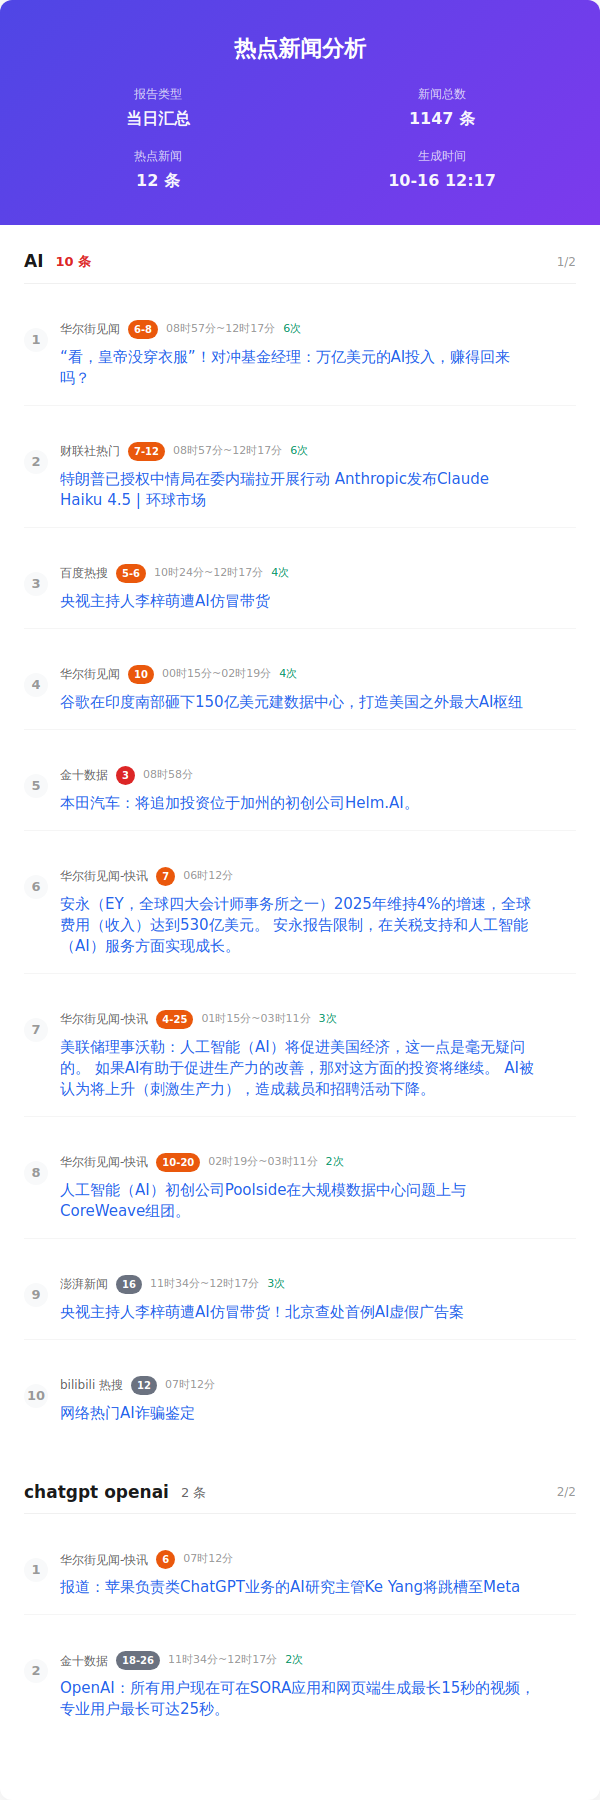 热点新闻分析
报告类型
当日汇总
新闻总数
1147 条
热点新闻
12 条
生成时间
10-16 12:17
AI 10 条 1/2
1
华尔街见闻 6-8 08时57分~12时17分 6次
“看，皇帝没穿衣服”！对冲基金经理：万亿美元的AI投入，赚得回来
吗？
2
财联社热门 7-12 08时57分~12时17分 6次
特朗普已授权中情局在委内瑞拉开展行动 Anthropic发布Claude
Haiku 4.5 | 环球市场
3
百度热搜 5-6 10时24分~12时17分 4次
央视主持人李梓萌遭AI仿冒带货
4
华尔街见闻 10 00时15分~02时19分 4次
谷歌在印度南部砸下150亿美元建数据中心，打造美国之外最大AI枢纽
5
金十数据 3 08时58分
本田汽车：将追加投资位于加州的初创公司Helm.AI。
6
华尔街见闻-快讯 7 06时12分
安永（EY，全球四大会计师事务所之一）2025年维持4%的增速，全球
费用（收入）达到530亿美元。 安永报告限制，在关税支持和人工智能
（AI）服务方面实现成长。
7
华尔街见闻-快讯 4-25 01时15分~03时11分 3次
美联储理事沃勒：人工智能（AI）将促进美国经济，这一点是毫无疑问
的。 如果AI有助于促进生产力的改善，那对这方面的投资将继续。 AI被
认为将上升（刺激生产力），造成裁员和招聘活动下降。
8
华尔街见闻-快讯 10-20 02时19分~03时11分 2次
人工智能（AI）初创公司Poolside在大规模数据中心问题上与
CoreWeave组团。
9
澎湃新闻 16 11时34分~12时17分 3次
央视主持人李梓萌遭AI仿冒带货！北京查处首例AI虚假广告案
10
bilibili 热搜 12 07时12分
网络热门AI诈骗鉴定
chatgpt openai 2 条 2/2
1
华尔街见闻-快讯 6 07时12分
报道：苹果负责类ChatGPT业务的AI研究主管Ke Yang将跳槽至Meta
2
金十数据 18-26 11时34分~12时17分 2次
OpenAI：所有用户现在可在SORA应用和网页端生成最长15秒的视频，
专业用户最长可达25秒。